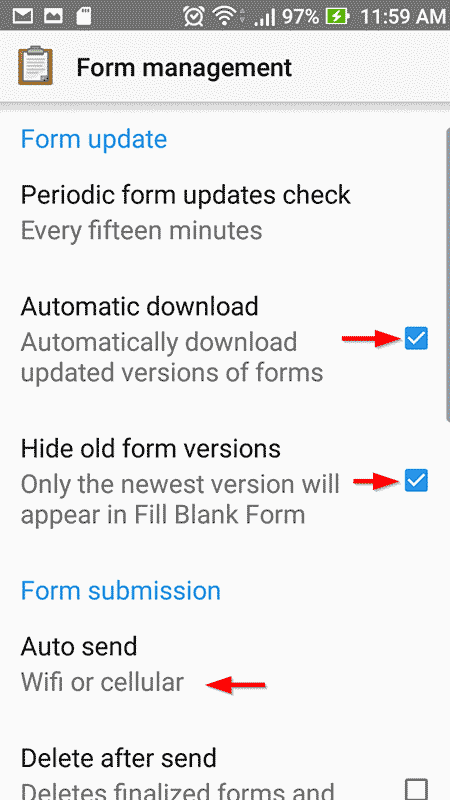 97% 11:59 AM
Form management
Form update
Periodic form updates check
Every fifteen minutes
Automatic download
Automatically download
updated versions of forms
Hide old form versions
Only the newest version will
appear in Fill Blank Form
Form submission
Auto send
Wifi or cellular
Delete after send
Deletes finalized forms and